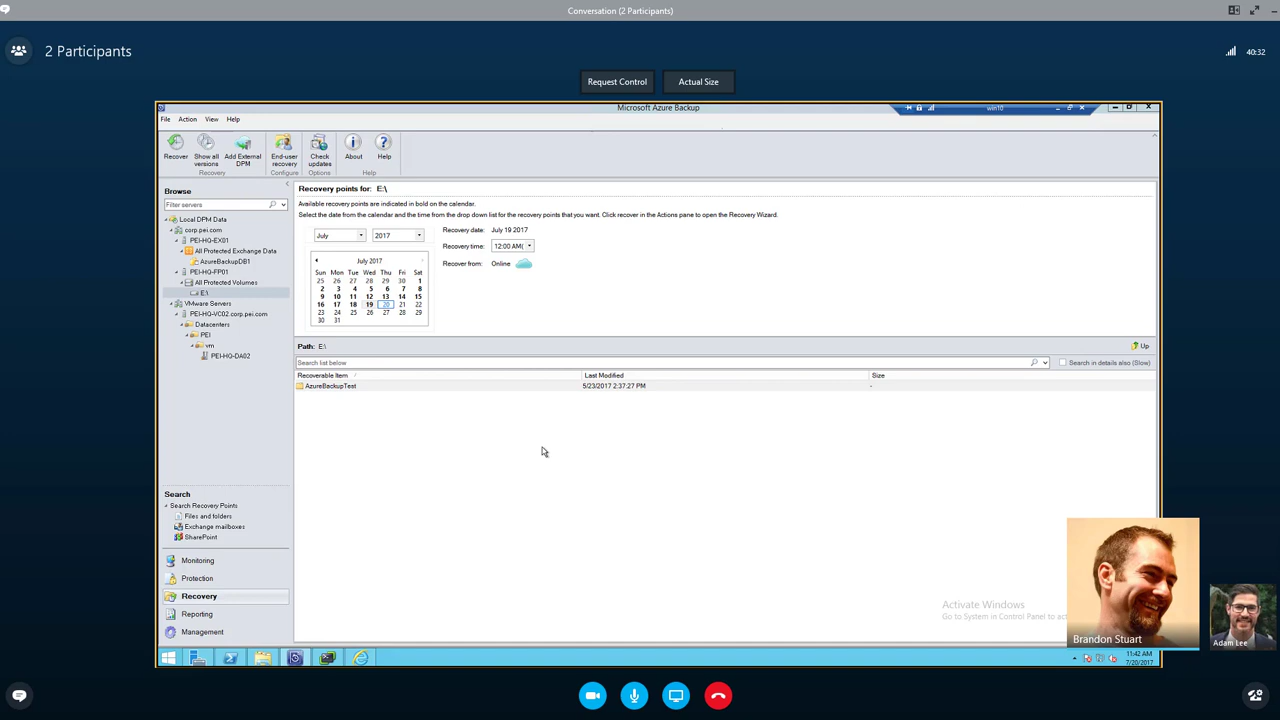 Conversation (2 Participants)
2 Participants
40:32
Request Control
Actual Size
Microsoft Azure Backup
win10
File Action View Help
Recover
Show all versions
Add External DPM
End-user recovery
Check updates
About
Help
Recovery
Configure
Options
Help
Browse
Filter servers
Local DPM Data
corp.pei.com
PEI-HQ-EX01
All Protected Exchange Data
AzureBackupDB1
PEI-HQ-FP01
All Protected Volumes
E:\
VMware Servers
PEI-HQ-VC02.corp.pei.com
Datacenters
PEI
vm
PEI-HQ-DA02
Search
Search Recovery Points
Files and folders
Exchange mailboxes
SharePoint
Monitoring
Protection
Recovery
Reporting
Management
Recovery points for: E:\
Available recovery points are indicated in bold on the calendar.
Select the date from the calendar and the time from the drop down list for the recovery points that you want. Click recover in the Actions pane to open the Recovery Wizard.
July
2017
July 2017
Sun Mon Tue Wed Thu Fri Sat
25 26 27 28 29 30 1
2 3 4 5 6 7 8
9 10 11 12 13 14 15
16 17 18 19 20 21 22
23 24 25 26 27 28 29
30 31
Recovery date: July 19 2017
Recovery time: 12:00 AM(
Recover from: Online
Path: E:\
Up
Search list below
Search in details also (Slow)
Recoverable Item
Last Modified
Size
AzureBackupTest
5/23/2017 2:37:27 PM
-
Activate Windows
Go to System in Control Panel to
Brandon Stuart
Adam Lee
11:42 AM
7/20/2017